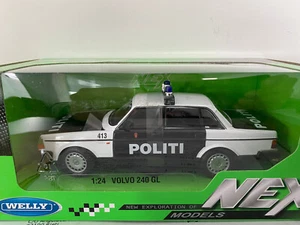 413
POLITI
1:24 VOLVO 240 GL
WELLY
NEW EXPLORATION OF
MODELS
NEX